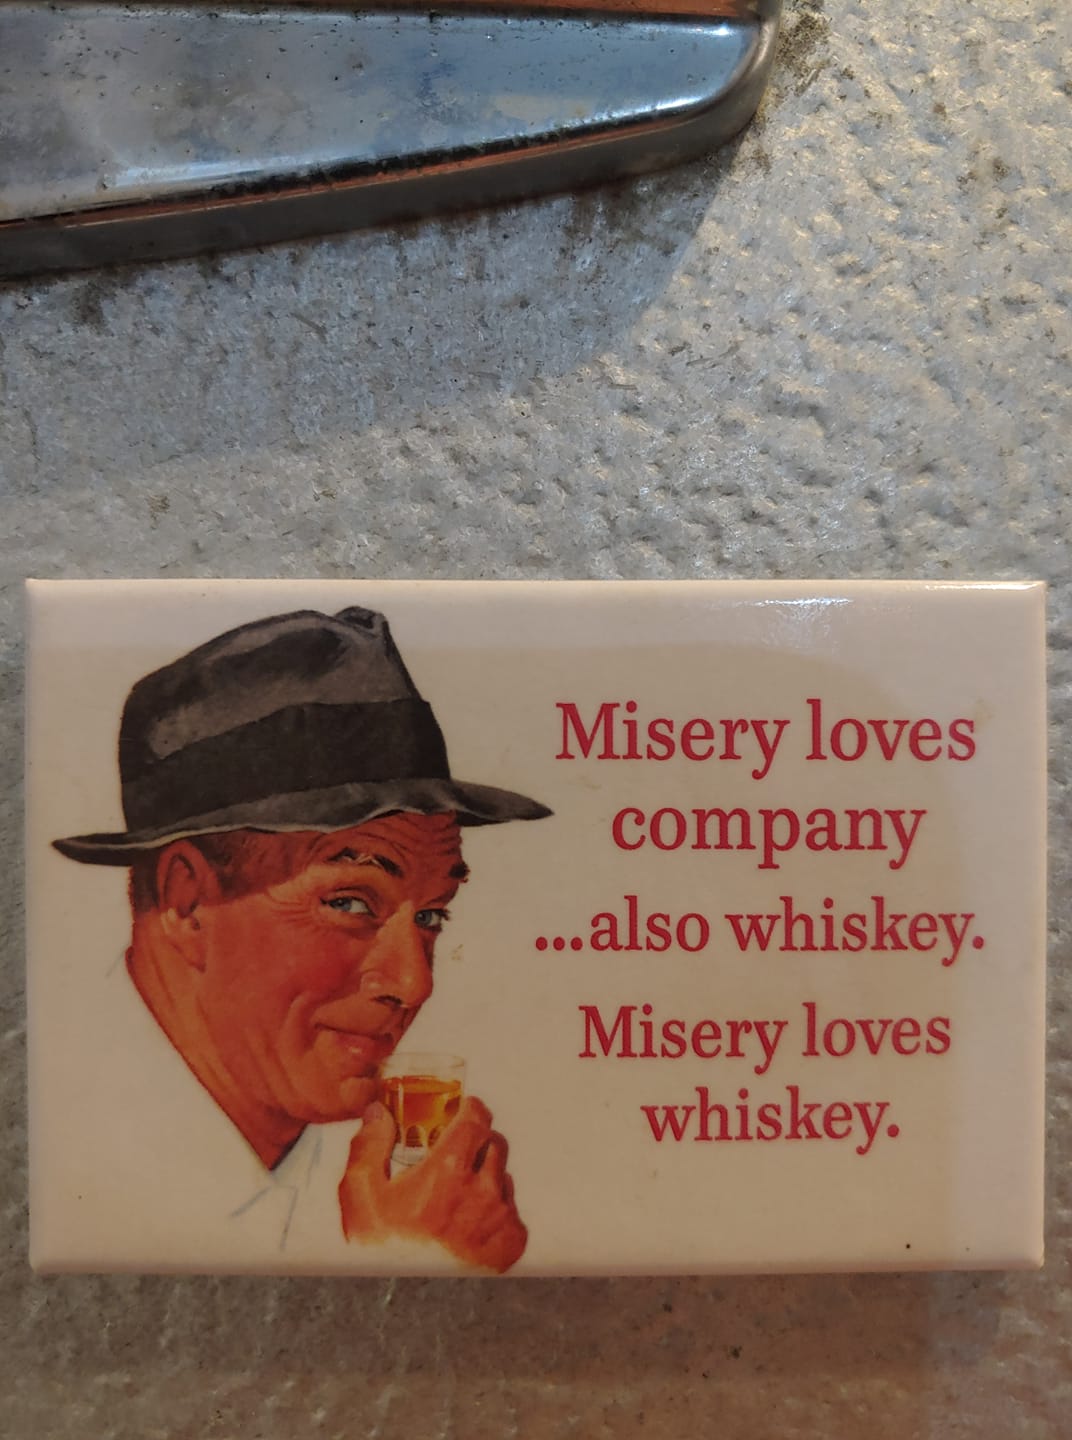 Misery loves
company
...also whiskey.
Misery loves
whiskey.